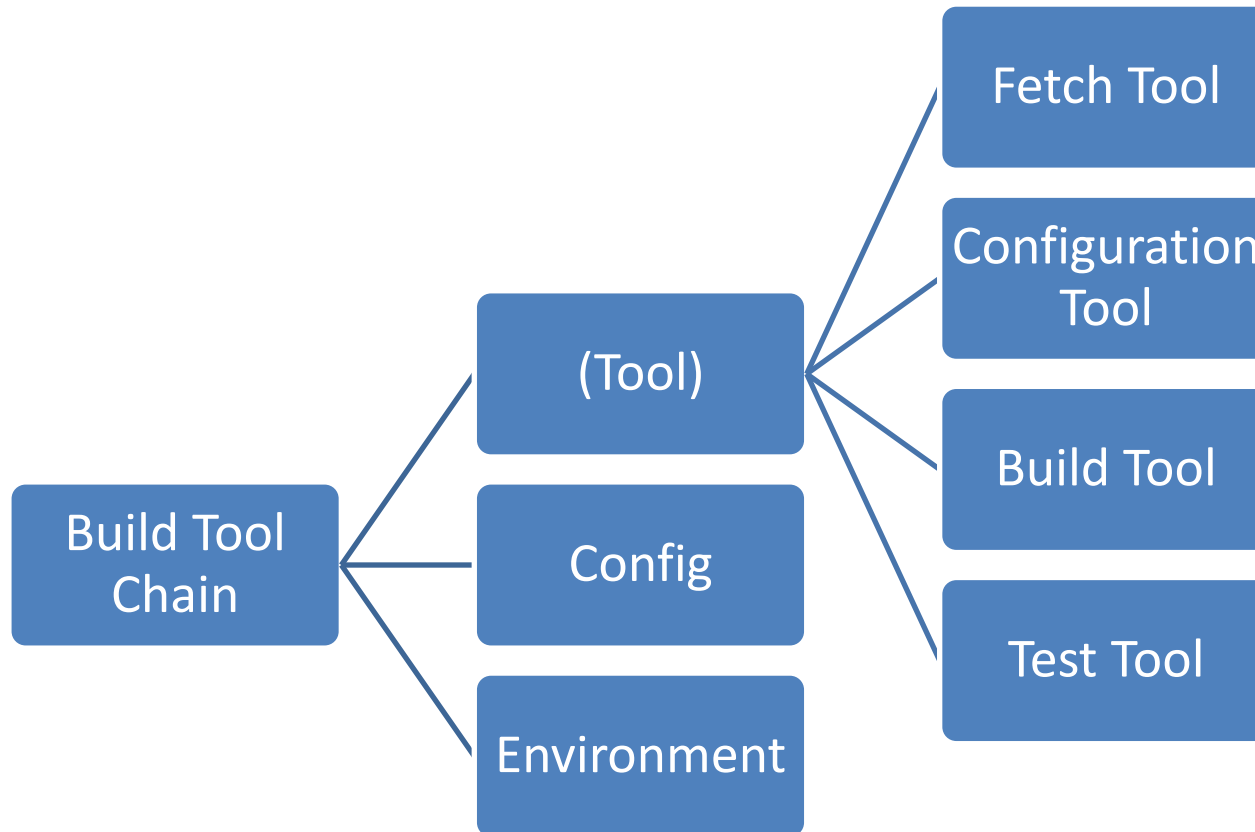 Build Tool
Chain
(Tool)
Config
Environment
Fetch Tool
Configuration
Tool
Build Tool
Test Tool